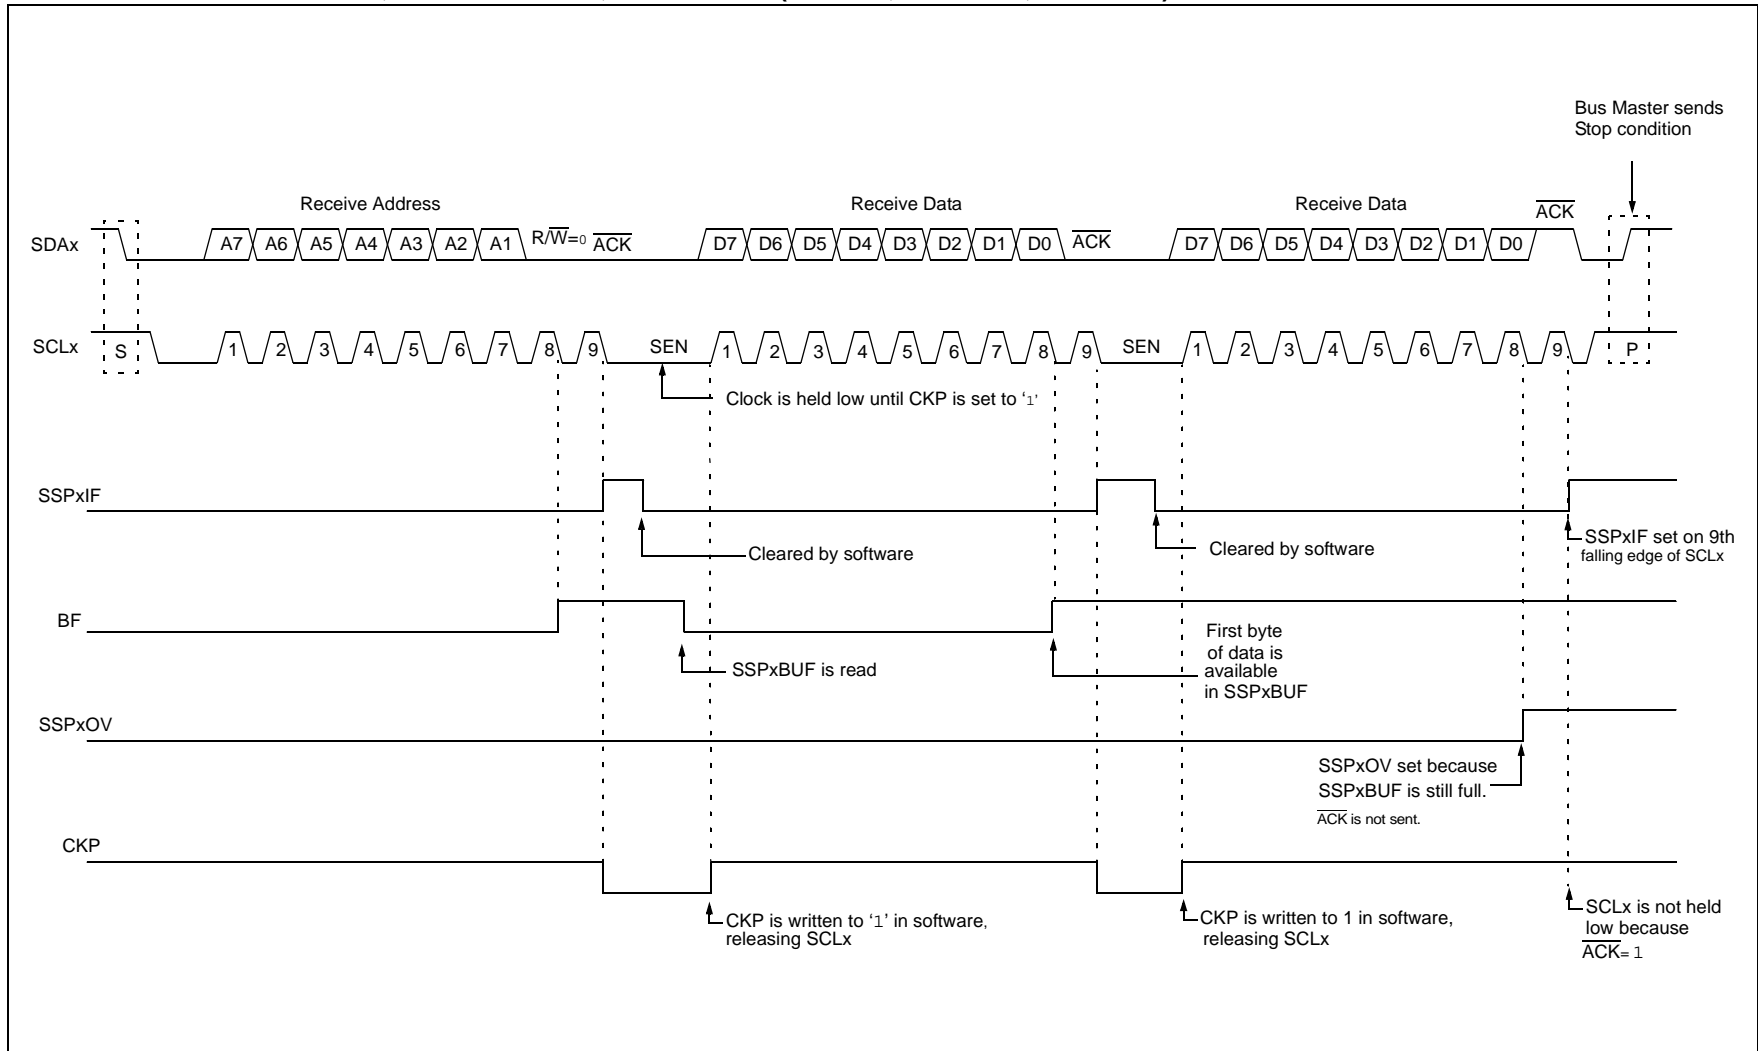 Bus Master sends
Stop condition
Receive Address
Receive Data
Receive Data
ACK
SDAx
A7 A6 A5 A4 A3 A2 A1 R/W=0 ACK D7 D6 D5 D4 D3 D2 D1 D0 ACK D7 D6 D5 D4 D3 D2 D1 D0
SCLx
S 1 2 3 4 5 6 7 8 9 SEN 1 2 3 4 5 6 7 8 9 SEN 1 2 3 4 5 6 7 8 9 P
Clock is held low until CKP is set to ‘1’
SSPxIF
Cleared by software
Cleared by software
SSPxIF set on 9th
falling edge of SCLx
BF
SSPxBUF is read
First byte
of data is
available
in SSPxBUF
SSPxOV
SSPxOV set because
SSPxBUF is still full.
ACK is not sent.
CKP
CKP is written to ‘1’ in software,
releasing SCLx
CKP is written to 1 in software,
releasing SCLx
SCLx is not held
low because
ACK= 1